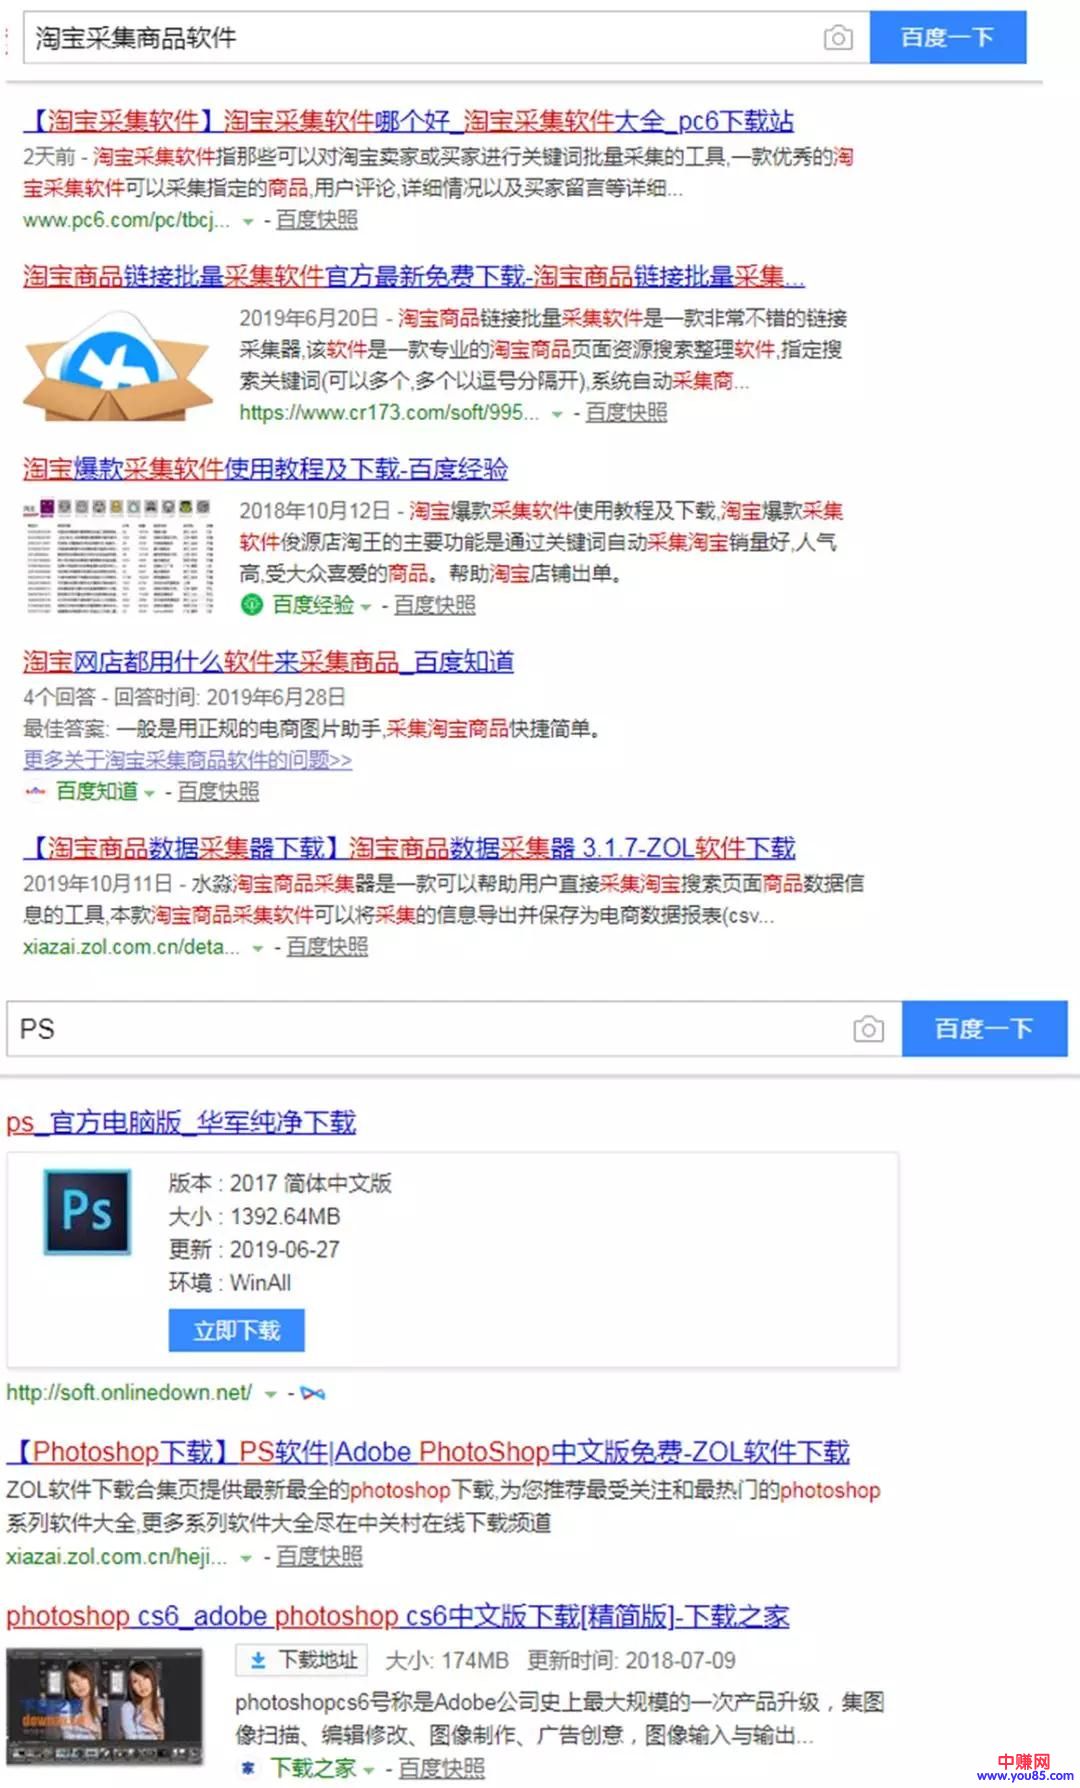 淘宝采集商品软件
百度一下
【淘宝采集软件】淘宝采集软件哪个好_淘宝采集软件大全_pc6下载站
2天前 - 淘宝采集软件指那些可以对淘宝卖家或买家进行关键词批量采集的工具,一款优秀的淘
宝采集软件可以采集指定的商品,用户评论,详细情况以及买家留言等详细...
www.pc6.com/pc/tbcj... - 百度快照
淘宝商品链接批量采集软件官方最新免费下载-淘宝商品链接批量采集...
2019年6月20日 - 淘宝商品链接批量采集软件是一款非常不错的链接
采集器,该软件是一款专业的淘宝商品页面资源搜索整理软件,指定搜
索关键词(可以多个,多个以逗号分隔开),系统自动采集商...
https://www.cr173.com/soft/995... - 百度快照
淘宝爆款采集软件使用教程及下载-百度经验
2018年10月12日 - 淘宝爆款采集软件使用教程及下载,淘宝爆款采集
软件俊源店淘王的主要功能是通过关键词自动采集淘宝销量好,人气
高,受大众喜爱的商品。帮助淘宝店铺出单。
百度经验 - 百度快照
淘宝网店都用什么软件来采集商品_百度知道
4个回答 - 回答时间: 2019年6月28日
最佳答案: 一般是用正规的电商图片助手,采集淘宝商品快捷简单。
更多关于淘宝采集商品软件的问题>>
百度知道 - 百度快照
【淘宝商品数据采集器下载】淘宝商品数据采集器 3.1.7-ZOL软件下载
2019年10月11日 - 水淼淘宝商品采集器是一款可以帮助用户直接采集淘宝搜索页面商品数据信
息的工具,本款淘宝商品采集软件可以将采集的信息导出并保存为电商数据报表(csv...
xiazai.zol.com.cn/deta... - 百度快照
PS
百度一下
ps_官方电脑版_华军纯净下载
Ps
版本 : 2017 简体中文版
大小 : 1392.64MB
更新 : 2019-06-27
环境 : WinAll
立即下载
http://soft.onlinedown.net/ -
【Photoshop下载】PS软件|Adobe PhotoShop中文版免费-ZOL软件下载
ZOL软件下载合集页提供最新最全的photoshop下载,为您推荐最受关注和最热门的photoshop
系列软件大全,更多系列软件大全尽在中关村在线下载频道
xiazai.zol.com.cn/heji... - 百度快照
photoshop cs6_adobe photoshop cs6中文版下载[精简版]-下载之家
下载地址 大小: 174MB 更新时间: 2018-07-09
photoshopcs6号称是Adobe公司史上最大规模的一次产品升级，集图
像扫描、编辑修改、图像制作、广告创意，图像输入与输出...
家 下载之家 - 百度快照
中赚网
www.you85.com